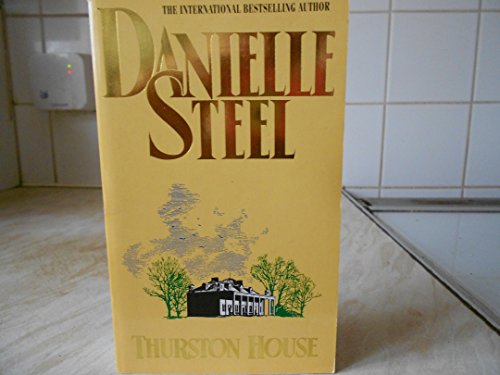 THE INTERNATIONAL BESTSELLING AUTHOR
DANIELLE
STEEL
THURSTON HOUSE